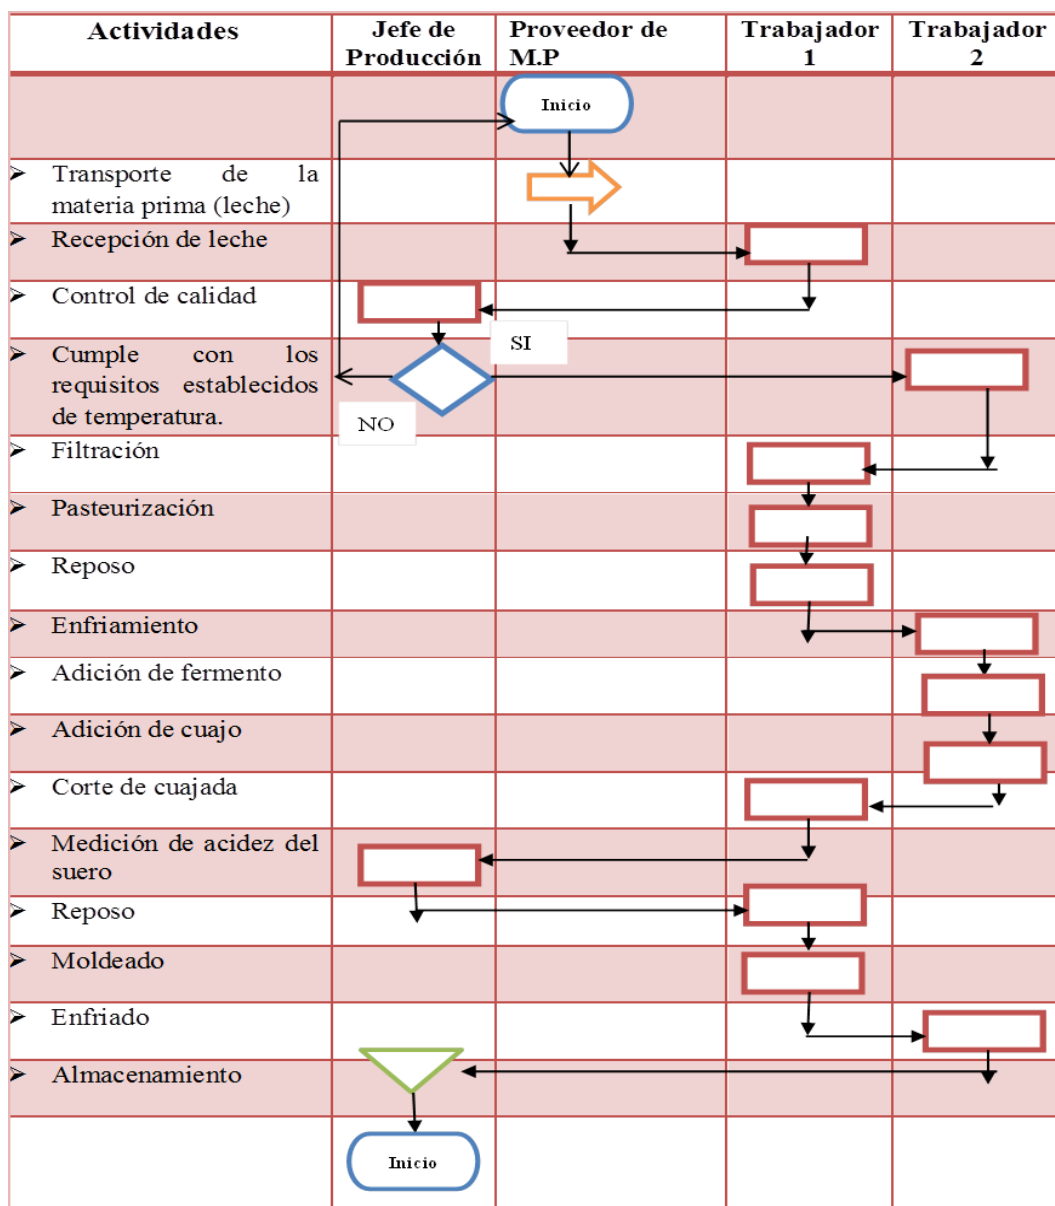 Actividades
Jefe de
Producción
Proveedor de
M.P
Trabajador
1
Trabajador
2
Inicio
➢ Transporte de la
materia prima (leche)
➢ Recepción de leche
➢ Control de calidad
SI
➢ Cumple con los
requisitos establecidos
de temperatura.
NO
➢ Filtración
➢ Pasteurización
➢ Reposo
➢ Enfriamiento
➢ Adición de fermento
➢ Adición de cuajo
➢ Corte de cuajada
➢ Medición de acidez del
suero
➢ Reposo
➢ Moldeado
➢ Enfriado
➢ Almacenamiento
Inicio